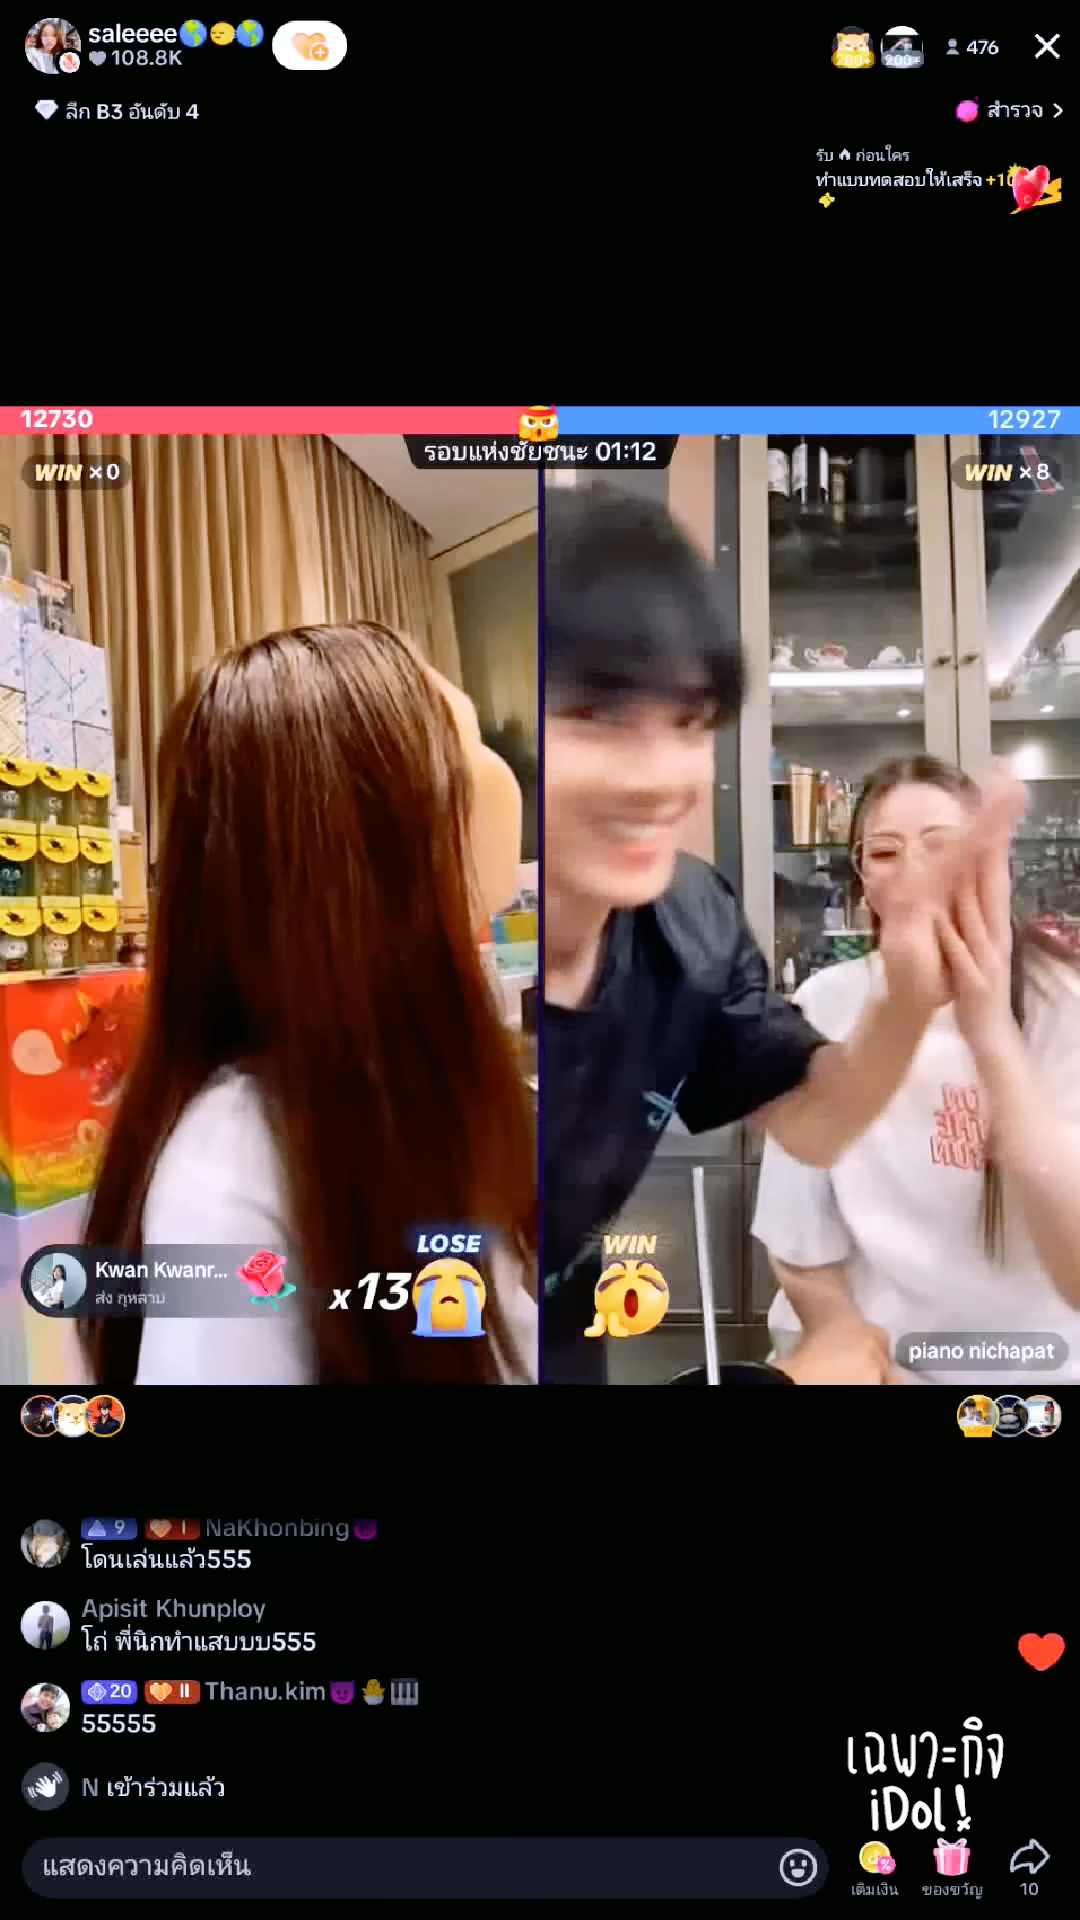 saleeee🌎😴🌎
108.8K
476
200+
200+
ลีก B3 อันดับ 4
สำรวจ >
รับ 🔥 ก่อนใคร
ทำแบบทดสอบให้เสร็จ +10
12730
12927
รอบแห่งชัยชนะ 01:12
WIN ×0
WIN ×8
LOSE
WIN
Kwan Kwanr...
ส่ง กุหลาบ
x13
piano nichapat
9 I NaKhonbing😈
โดนเล่นแล้ว555
Apisit Khunploy
โถ่ พี่นิกทำแสบบบ555
20 II Thanu.kim😈🐣🎹
55555
N เข้าร่วมแล้ว
เฉพาะกิจ
iDol!
แสดงความคิดเห็น
เติมเงิน
ของขวัญ
10